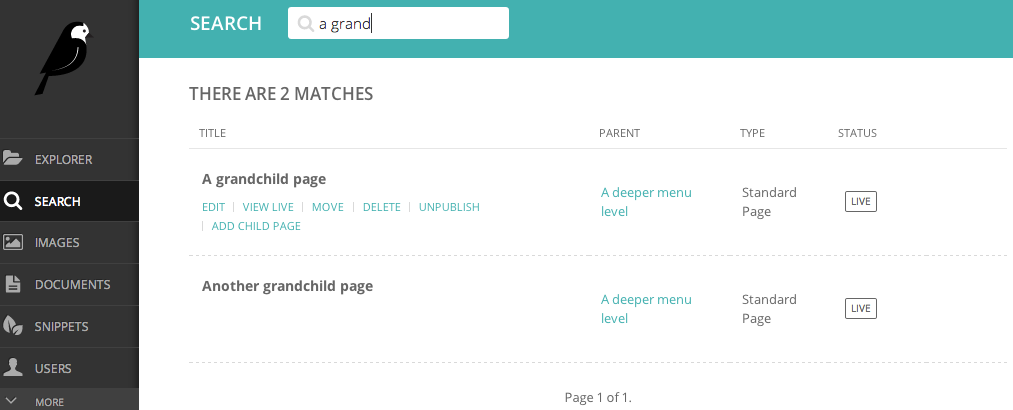 SEARCH a grand
THERE ARE 2 MATCHES
TITLE PARENT TYPE STATUS
EXPLORER
SEARCH
IMAGES
DOCUMENTS
SNIPPETS
USERS
MORE
A grandchild page
EDIT VIEW LIVE MOVE DELETE UNPUBLISH
ADD CHILD PAGE
A deeper menu
level
Standard
Page
LIVE
Another grandchild page
A deeper menu
level
Standard
Page
LIVE
Page 1 of 1.